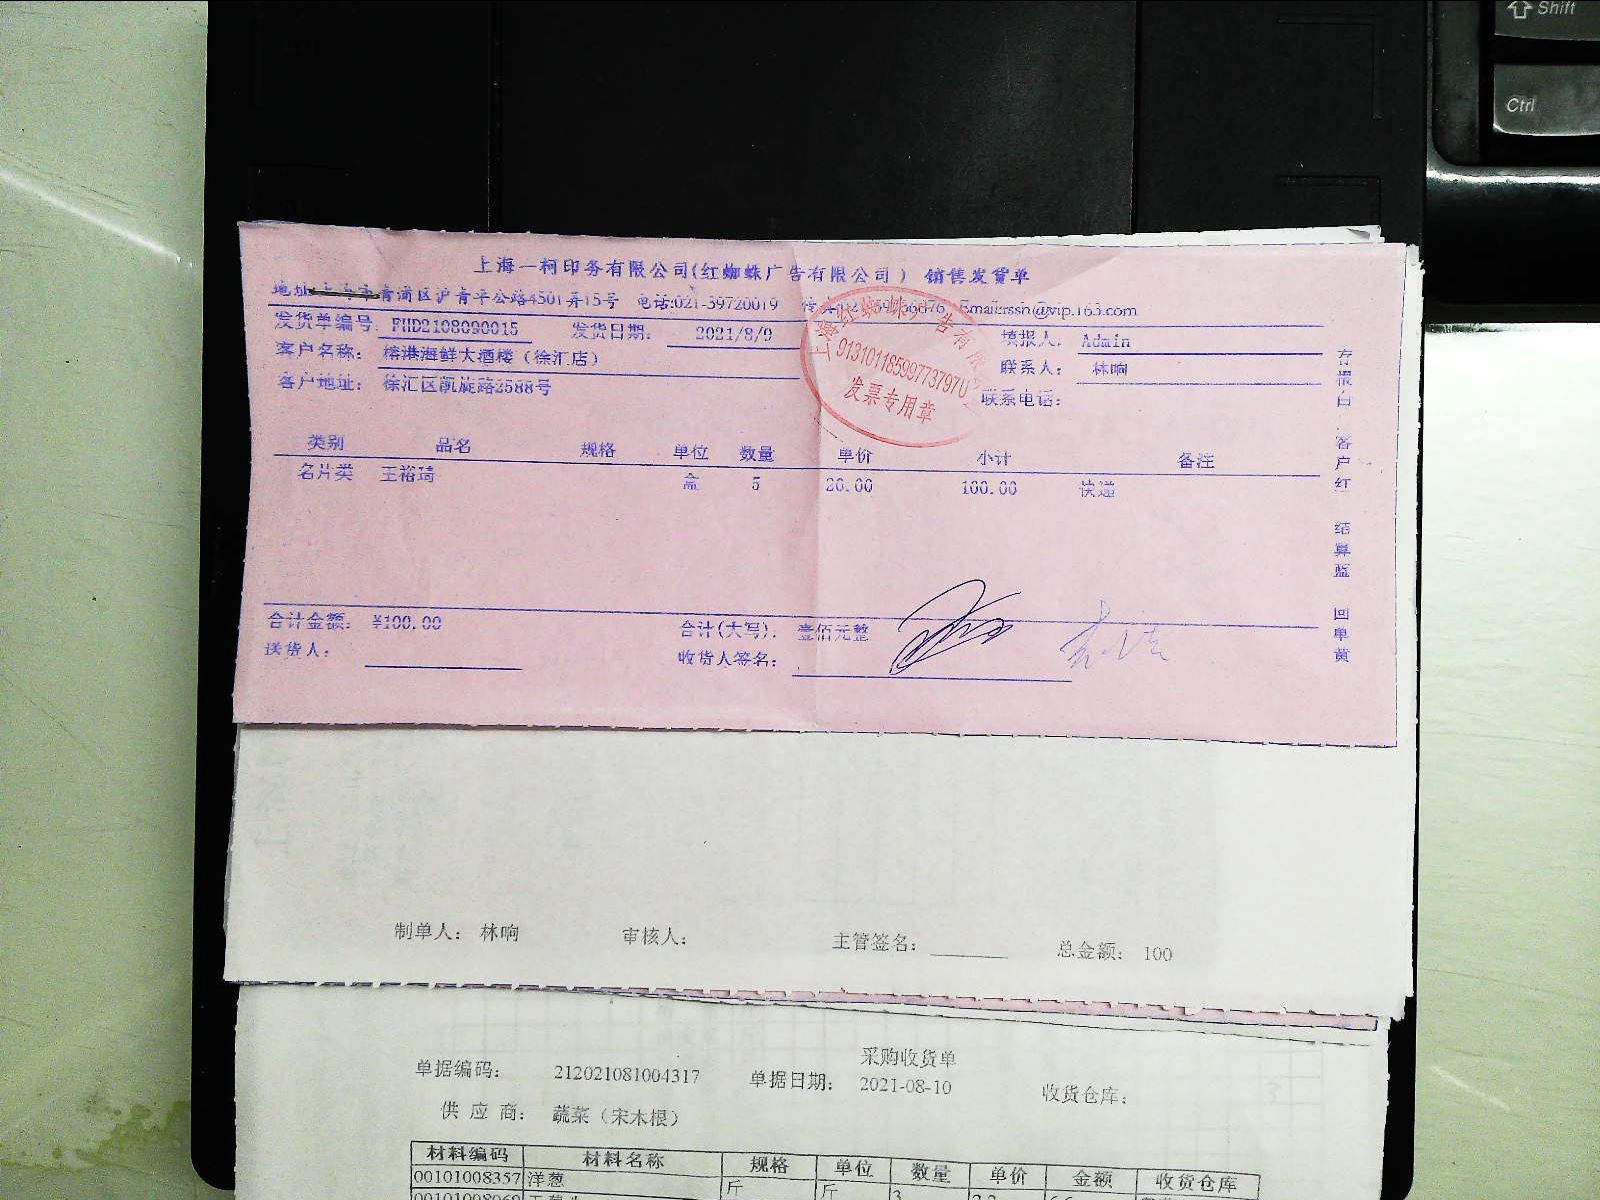 Shift
Ctrl
上海一柯印务有限公司(红蜘蛛广告有限公司) 销售发货单
地址 青浦区沪青平公路4501弄15号 电话:021-39720019 Email:rssh@vip.163.com
发货单编号: FHD2108090015 发货日期: 2021/8/9 填报人: Admin
客户名称: 榕港海鲜大酒楼(徐汇店) 联系人: 林响
客户地址: 徐汇区凯旋路2588号 联系电话:
913101185997737970
发票专用章
类别 品名 规格 单位 数量 单价 小计 备注
名片类 王裕琦 盒 5 20.00 100.00 快递
合计金额: ¥100.00 合计(大写): 壹佰元整
送货人: 收货人签名:
存根白 客户红 结算蓝 回单黄
制单人: 林响 审核人: 主管签名: 总金额: 100
采购收货单
单据编码: 212021081004317 单据日期: 2021-08-10 收货仓库:
供应商: 蔬菜(宋木根)
材料编码 材料名称 规格 单位 数量 单价 金额 收货仓库
00101008357 洋葱 斤 斤 3